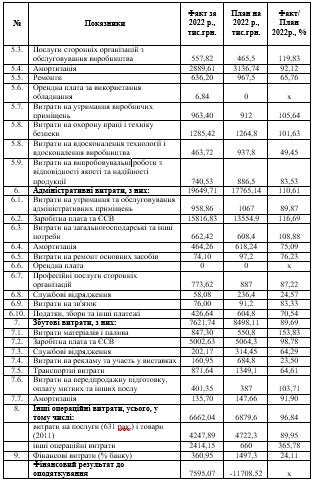 № Показники Факт за 2022 р., тис.грн. План на 2022 р., тис.грн. Факт/План 2022р., %
5.3. Послуги сторонніх організацій з обслуговування виробництва 557,82 465,5 119,83
5.4. Амортизація 2889,61 3136,74 92,12
5.5. Ремонти 636,20 967,5 65,76
5.6. Орендна плата за використання обладнання 6,84 0 х
5.7. Витрати на утримання виробничих приміщень 963,40 912 105,64
5.8. Витрати на охорону праці і техніку безпеки 1285,42 1264,8 101,63
5.8. Витрати на вдосконалення технології і вдосконалення виробництва 463,72 937,8 49,45
5.9. Витрати на випробувальні роботи з відповідності якості та надійності продукції 740,53 886,5 83,53
6. Адміністративні витрати, з них: 19649,71 17765,14 110,61
6.1. Витрати на утримання та обслуговування адміністративних приміщень 958,86 1067 89,87
6.2. Заробітна плата та ЄСВ 15816,83 13554,9 116,69
6.3. Витрати на загальногосподарські та інші потреби 662,42 608,4 108,88
6.4. Амортизація 464,26 618,24 75,09
6.5. Витрати на ремонт основних засобів 74,10 97,2 76,23
6.6. Орендна плата 0 0 х
6.7. Професійні послуги сторонніх організацій 773,62 887 87,22
6.8. Службові відрядження 58,08 236,4 24,57
6.9. Витрати на зв'язок 76,00 91,2 83,33
6.10. Податки, збори та інші платежі 426,64 604,8 70,54
7. Збутові витрати, з них: 7621,74 8498,11 89,69
7.1. Витрати матеріалів і палива 847,30 550,8 153,83
7.2. Заробітна плата та ЄСВ 5002,63 5064,3 98,78
7.3. Службові відрядження 202,17 314,45 64,29
7.4. Витрати на рекламу та участь у виставках 160,95 684,8 23,50
7.5. Транспортні витрати 871,64 1349,1 64,61
7.6. Витрати на передпродажну підготовку, оплату митних та інших послуг 401,35 387 103,71
7.7. Амортизація 135,70 147,66 91,90
8. Інші операційні витрати, усього, у тому числі: 6662,04 6879,6 96,84
витрати на послуги (631 рах.) і товари (2011) 4247,89 4722,3 89,95
інші операційні витрати 2414,15 660 365,78
9. Фінансові витрати (% банку) 360,95 1497,3 24,11
Фінансовий результат до оподаткування 7595,07 -11708,52 х